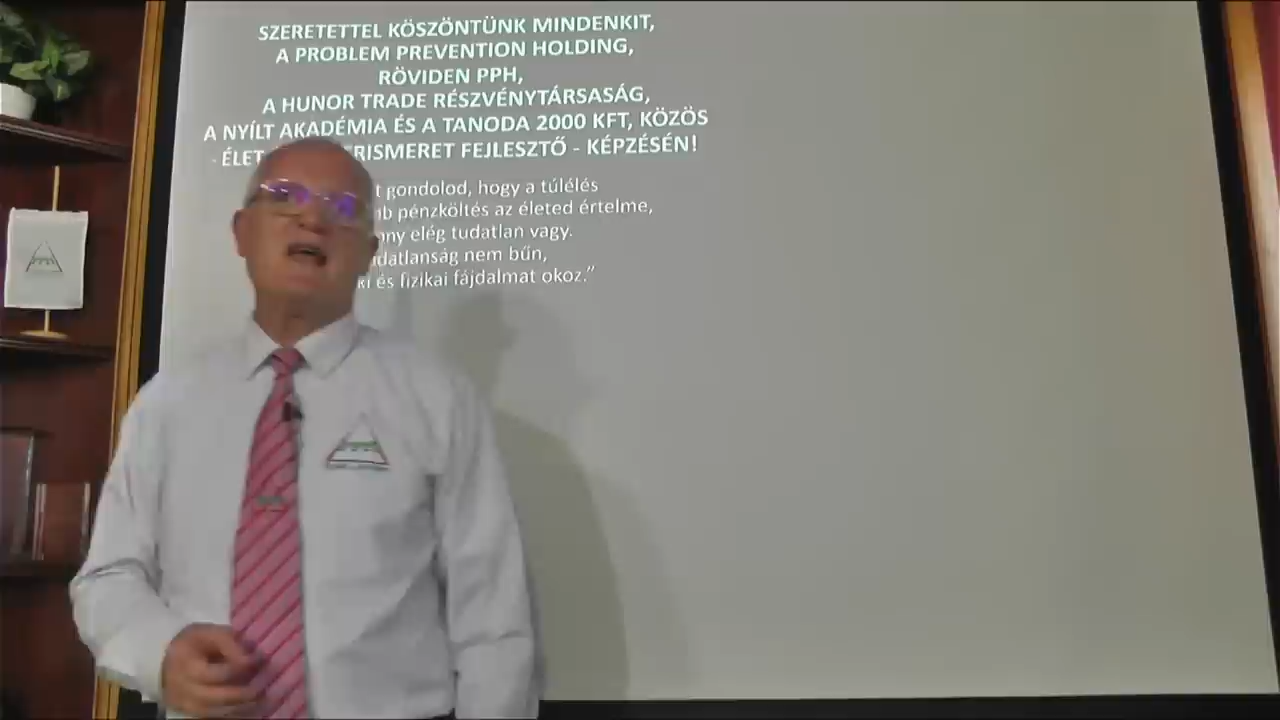 SZERETETTEL KÖSZÖNTÜNK MINDENKIT,
A PROBLEM PREVENTION HOLDING,
RÖVIDEN PPH,
A HUNOR TRADE RÉSZVÉNYTÁRSASÁG,
A NYÍLT AKADÉMIA ÉS A TANODA 2000 KFT, KÖZÖS
- ÉLET FEJLESZTŐ - KÉPZÉSÉN!
gondolod, hogy a túlélés
pénzköltés az életed értelme,
elég tudatlan vagy.
nem bűn,
és fizikai fájdalmat okoz.”